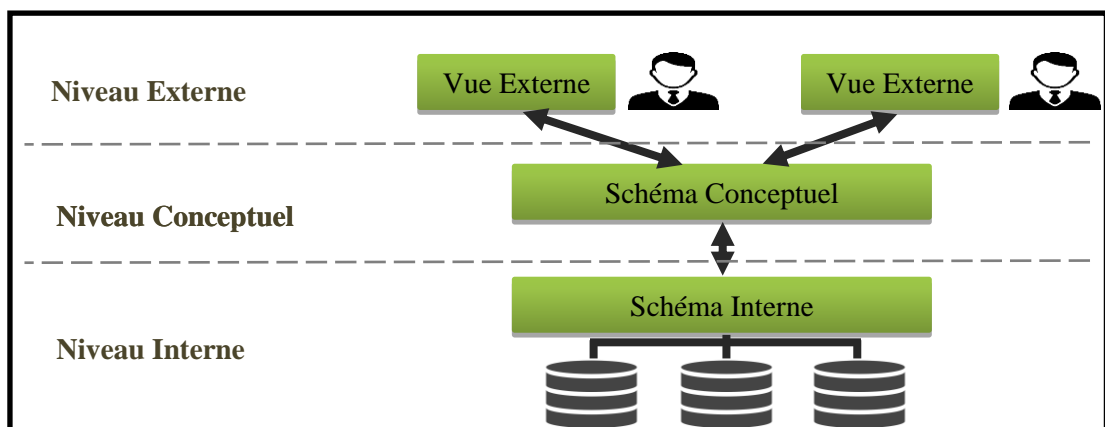 Niveau Externe
Vue Externe
Vue Externe
Niveau Conceptuel
Schéma Conceptuel
Niveau Interne
Schéma Interne